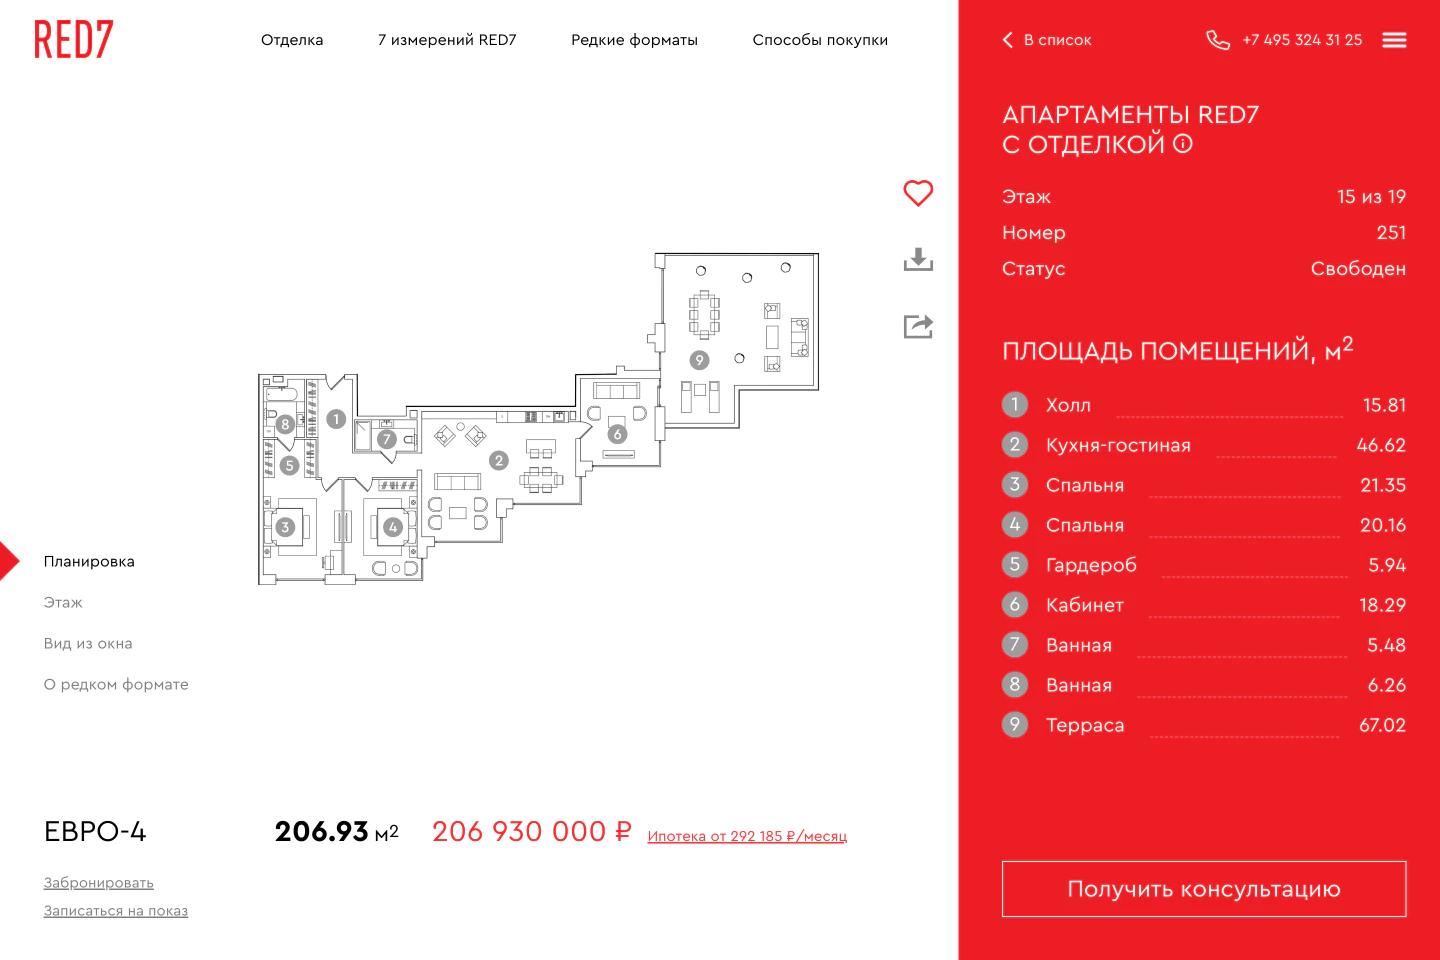 RED7
Отделка
7 измерений RED7
Редкие форматы
Способы покупки
В список
+7 495 324 31 25
АПАРТАМЕНТЫ RED7
С ОТДЕЛКОЙ
Этаж 15 из 19
Номер 251
Статус Свободен
ПЛОЩАДЬ ПОМЕЩЕНИЙ, м2
1 Холл 15.81
2 Кухня-гостиная 46.62
3 Спальня 21.35
4 Спальня 20.16
5 Гардероб 5.94
6 Кабинет 18.29
7 Ванная 5.48
8 Ванная 6.26
9 Терраса 67.02
Получить консультацию
9
1
8
7
6
2
5
3
4
Планировка
Этаж
Вид из окна
О редком формате
ЕВРО-4
206.93 м2
206 930 000 ₽
Ипотека от 292 185 ₽/месяц
Забронировать
Записаться на показ